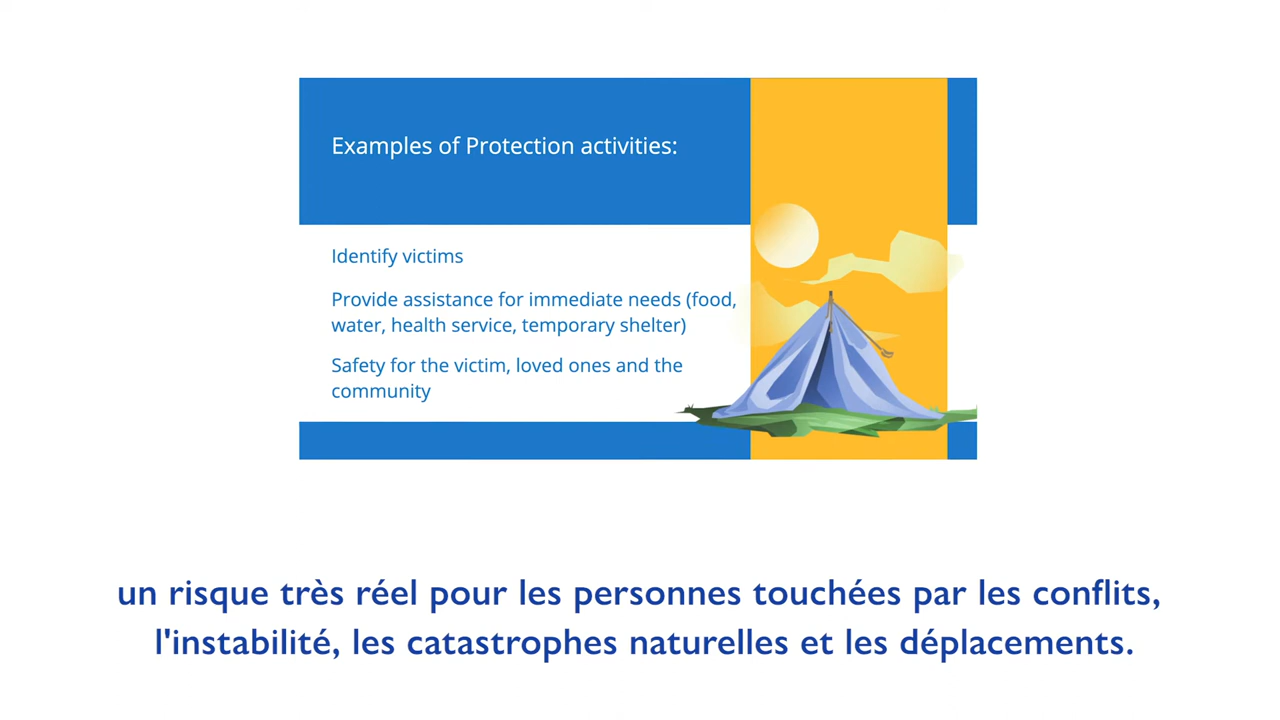 Examples of Protection activities:
Identify victims
Provide assistance for immediate needs (food,
water, health service, temporary shelter)
Safety for the victim, loved ones and the
community
un risque très réel pour les personnes touchées par les conflits,
l'instabilité, les catastrophes naturelles et les déplacements.